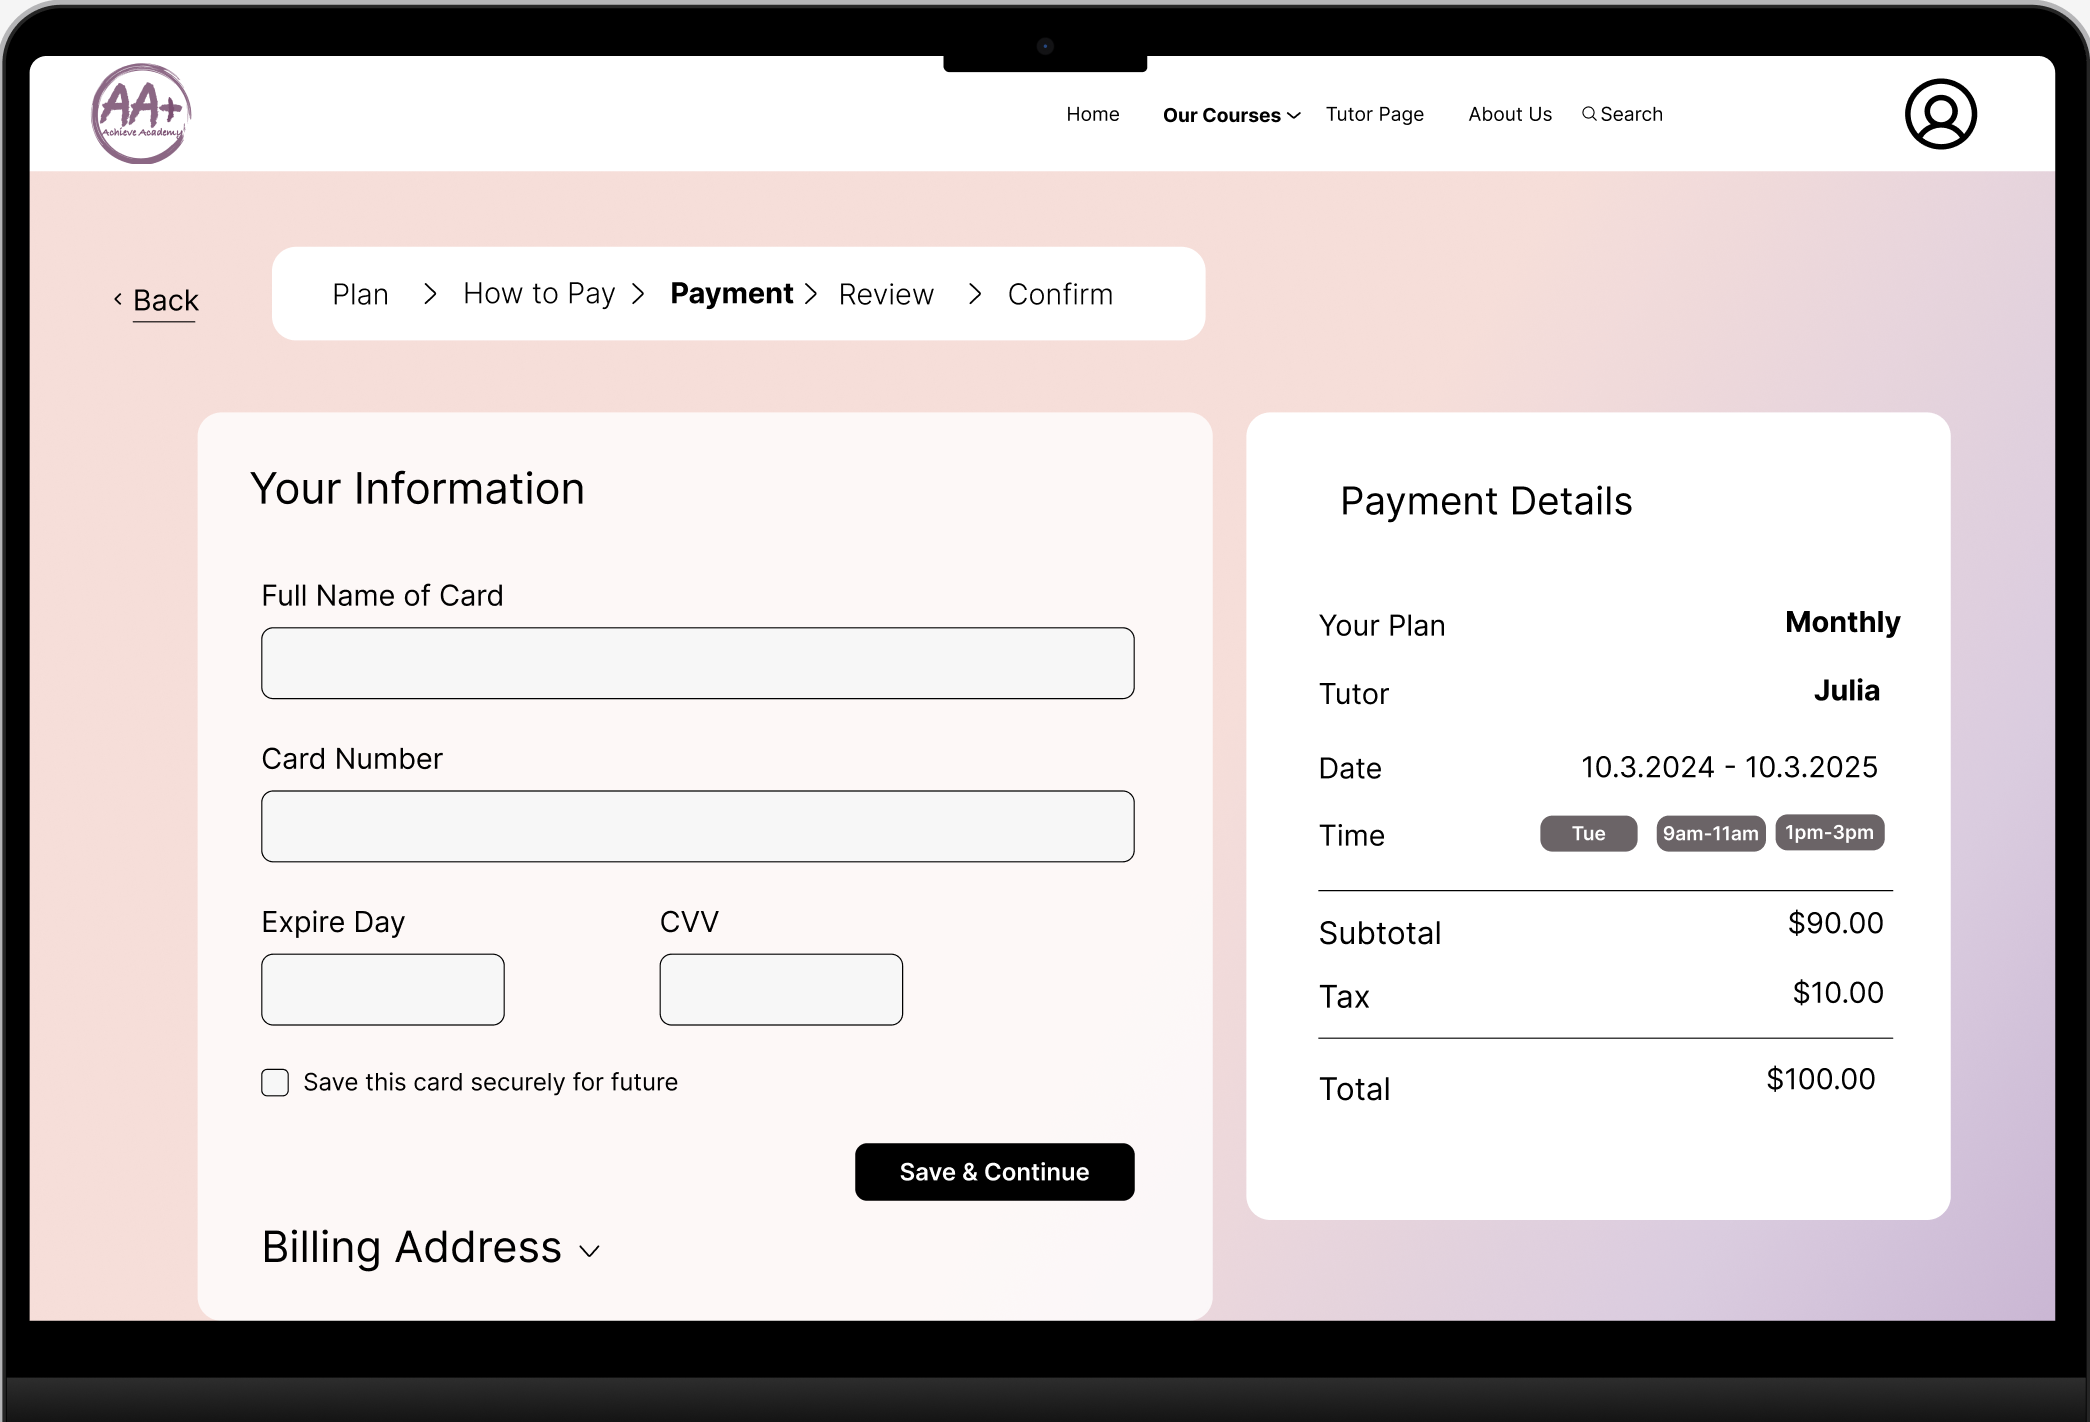 AA+
Achieve Academy
Home Our Courses Tutor Page About Us Search
Back
Plan > How to Pay > Payment > Review > Confirm
Your Information
Full Name of Card
Card Number
Expire Day CVV
Save this card securely for future
Save & Continue
Billing Address
Payment Details
Your Plan Monthly
Tutor Julia
Date 10.3.2024 - 10.3.2025
Time Tue 9am-11am 1pm-3pm
Subtotal $90.00
Tax $10.00
Total $100.00